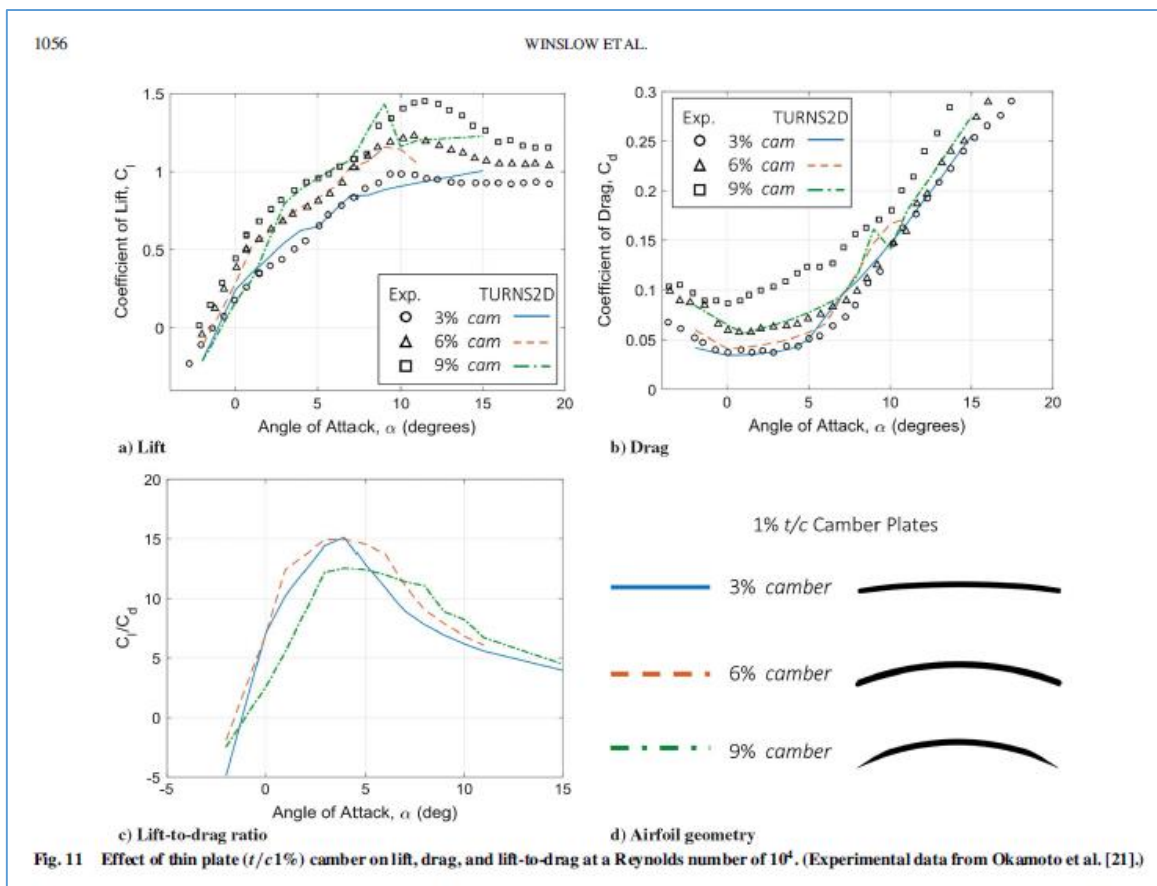 1056
WINSLOW ET AL.
1.5
1
0.5
0
Coefficient of Lift, Cl
Exp. TURNS2D
3% cam
6% cam
9% cam
0 5 10 15 20
Angle of Attack, α (degrees)
a) Lift
0.3
0.25
0.2
0.15
0.1
0.05
0
Coefficient of Drag, Cd
Exp. TURNS2D
3% cam
6% cam
9% cam
0 5 10 15 20
Angle of Attack, α (degrees)
b) Drag
20
15
10
5
0
-5
Cl/Cd
-5 0 5 10 15
Angle of Attack, α (deg)
c) Lift-to-drag ratio
1% t/c Camber Plates
3% camber
6% camber
9% camber
d) Airfoil geometry
Fig. 11 Effect of thin plate (t/c1%) camber on lift, drag, and lift-to-drag at a Reynolds number of 10⁴. (Experimental data from Okamoto et al. [21].)